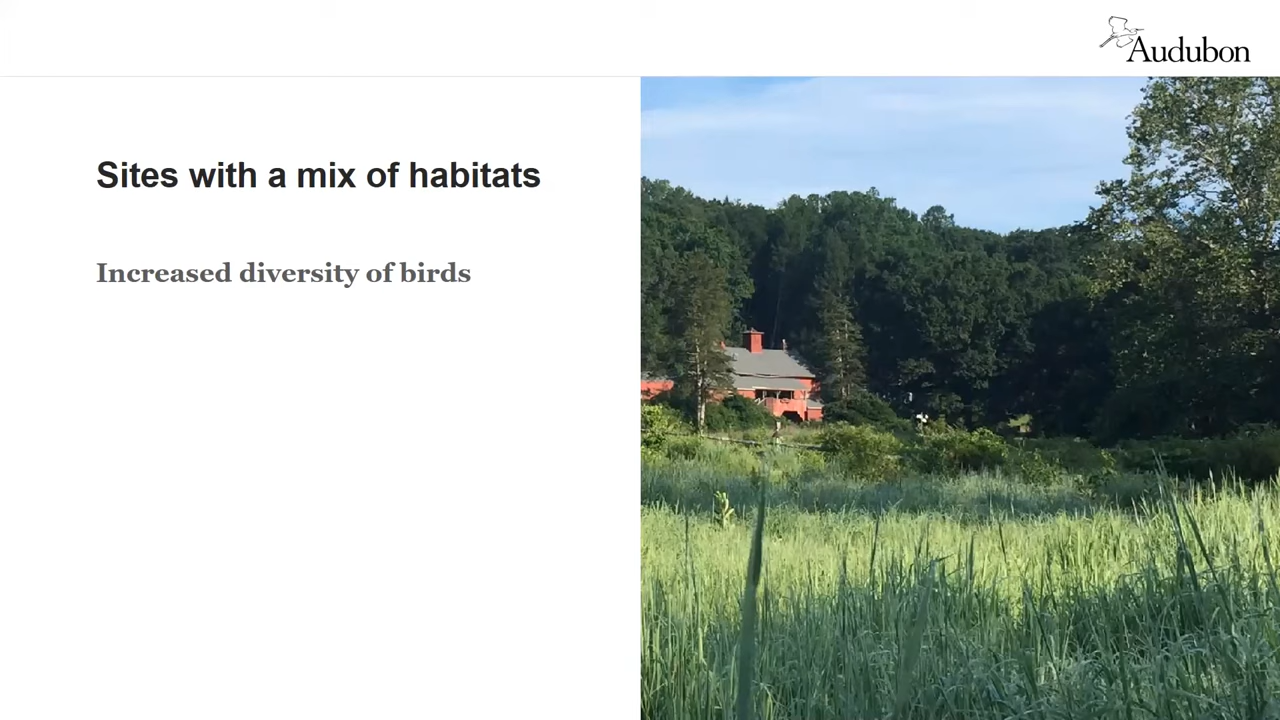 Audubon
Sites with a mix of habitats
Increased diversity of birds